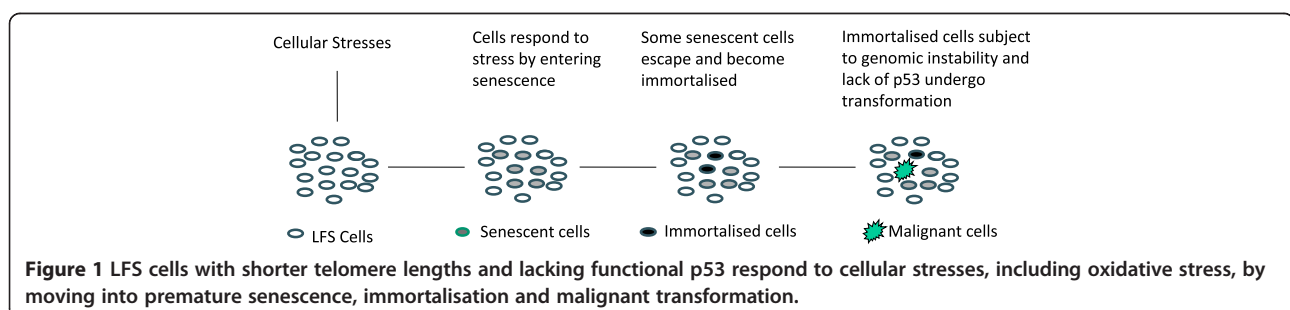 Cellular Stresses
Cells respond to
stress by entering
senescence
Some senescent cells
escape and become
immortalised
Immortalised cells subject
to genomic instability and
lack of p53 undergo
transformation
LFS Cells
Senescent cells
Immortalised cells
Malignant cells
Figure 1 LFS cells with shorter telomere lengths and lacking functional p53 respond to cellular stresses, including oxidative stress, by
moving into premature senescence, immortalisation and malignant transformation.